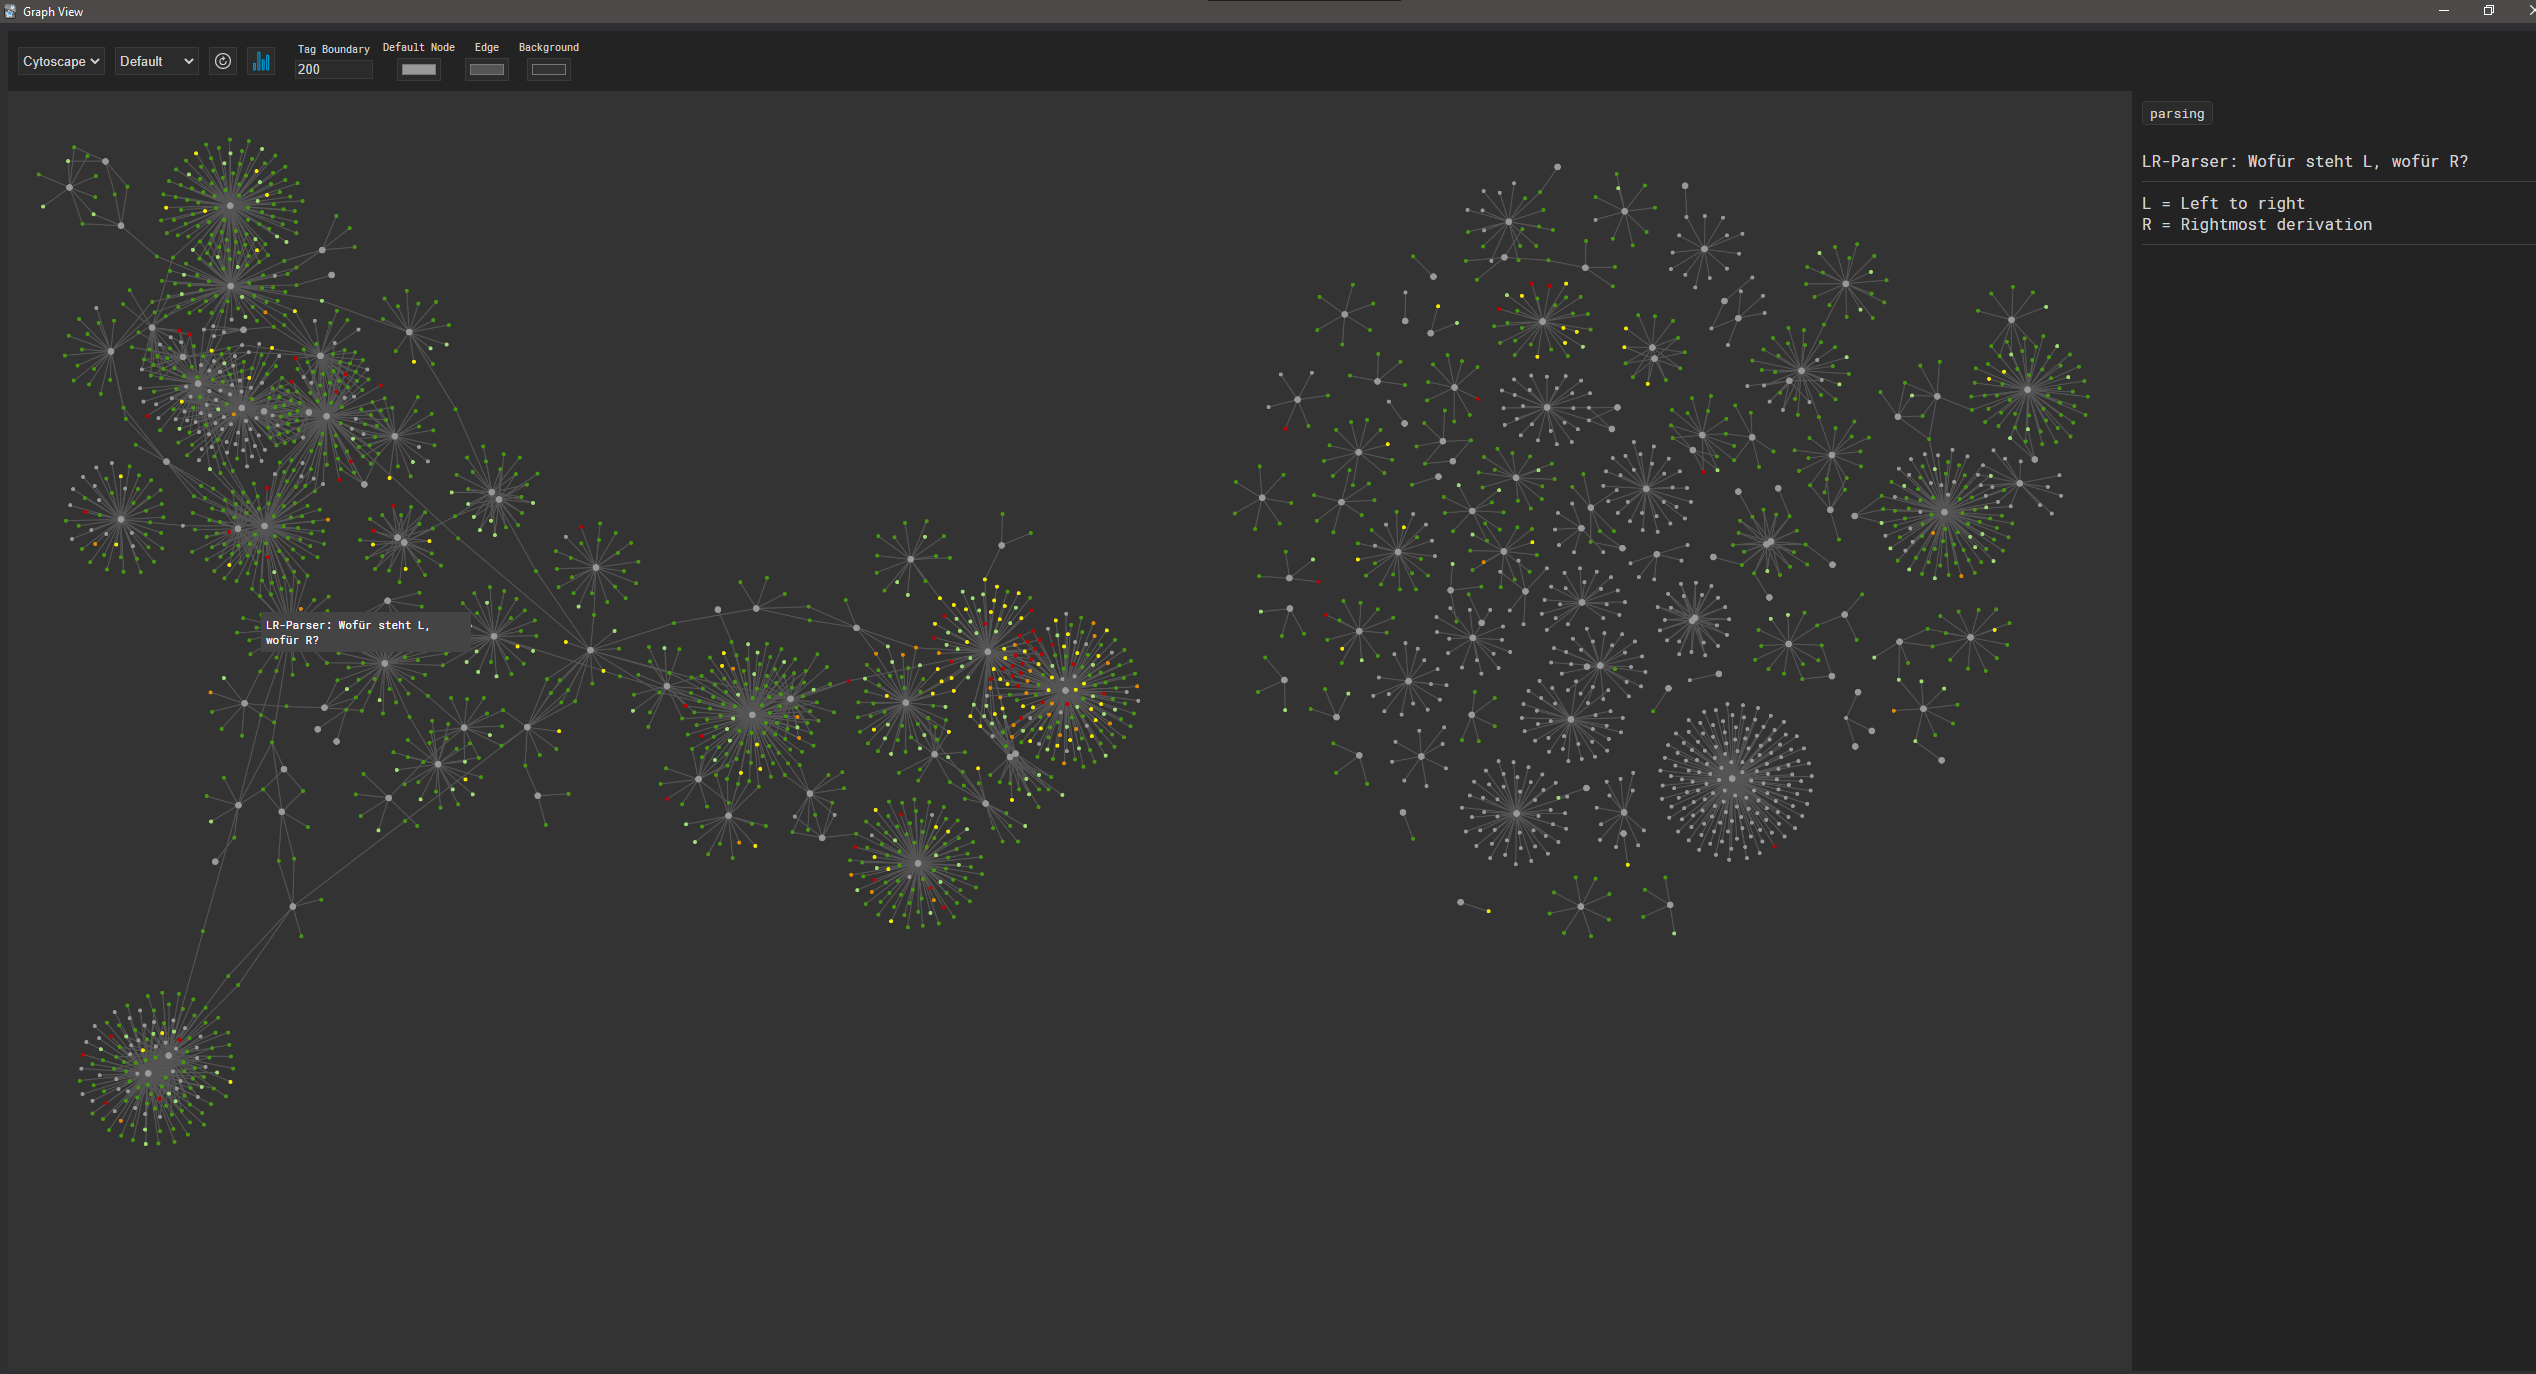 Graph View
Cytoscape
Default
Tag Boundary
200
Default Node
Edge
Background
parsing
LR-Parser: Wofür steht L, wofür R?
L = Left to right
R = Rightmost derivation
LR-Parser: Wofür steht L,
wofür R?